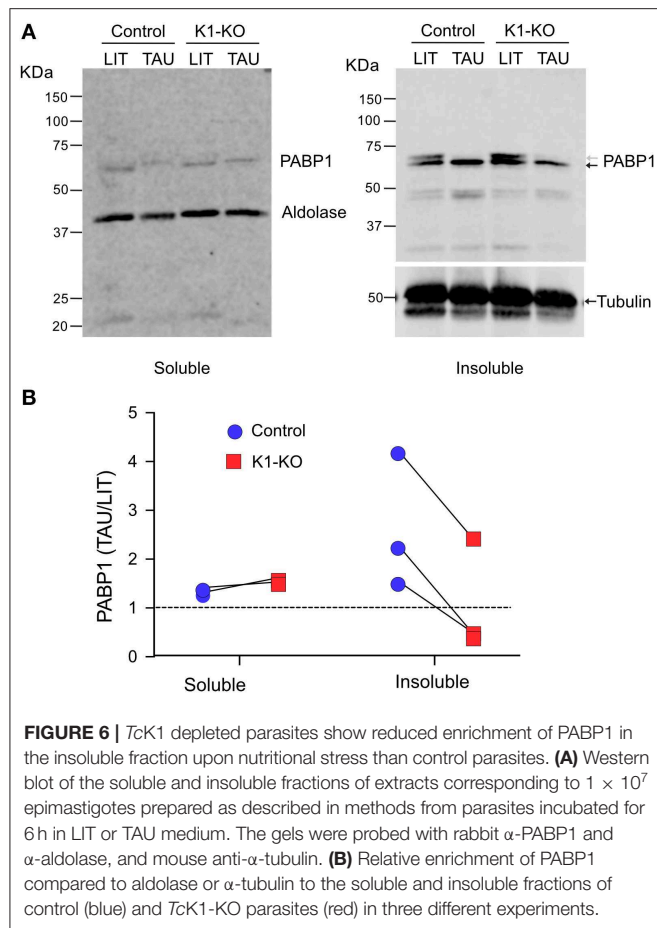 A
Control K1-KO
LIT TAU LIT TAU
KDa
150
100
75
50
37
25
20
PABP1
Aldolase
Soluble
Control K1-KO
LIT TAU LIT TAU
KDa
150
100
75
50
37
PABP1
50
Tubulin
Insoluble
B
PABP1 (TAU/LIT)
5
4
3
2
1
0
Control
K1-KO
Soluble Insoluble
FIGURE 6 | TcK1 depleted parasites show reduced enrichment of PABP1 in
the insoluble fraction upon nutritional stress than control parasites. (A) Western
blot of the soluble and insoluble fractions of extracts corresponding to 1 × 10⁷
epimastigotes prepared as described in methods from parasites incubated for
6 h in LIT or TAU medium. The gels were probed with rabbit α-PABP1 and
α-aldolase, and mouse anti-α-tubulin. (B) Relative enrichment of PABP1
compared to aldolase or α-tubulin to the soluble and insoluble fractions of
control (blue) and TcK1-KO parasites (red) in three different experiments.